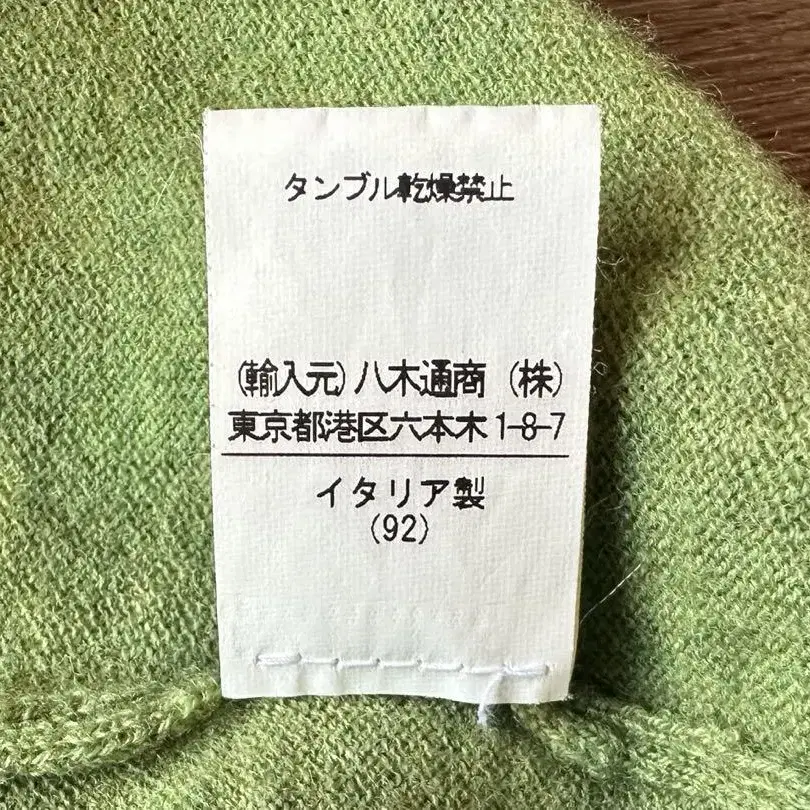 タンブル乾燥禁止
(輸入元)八木通商(株)
東京都港区六本木1-8-7
イタリア製
(92)